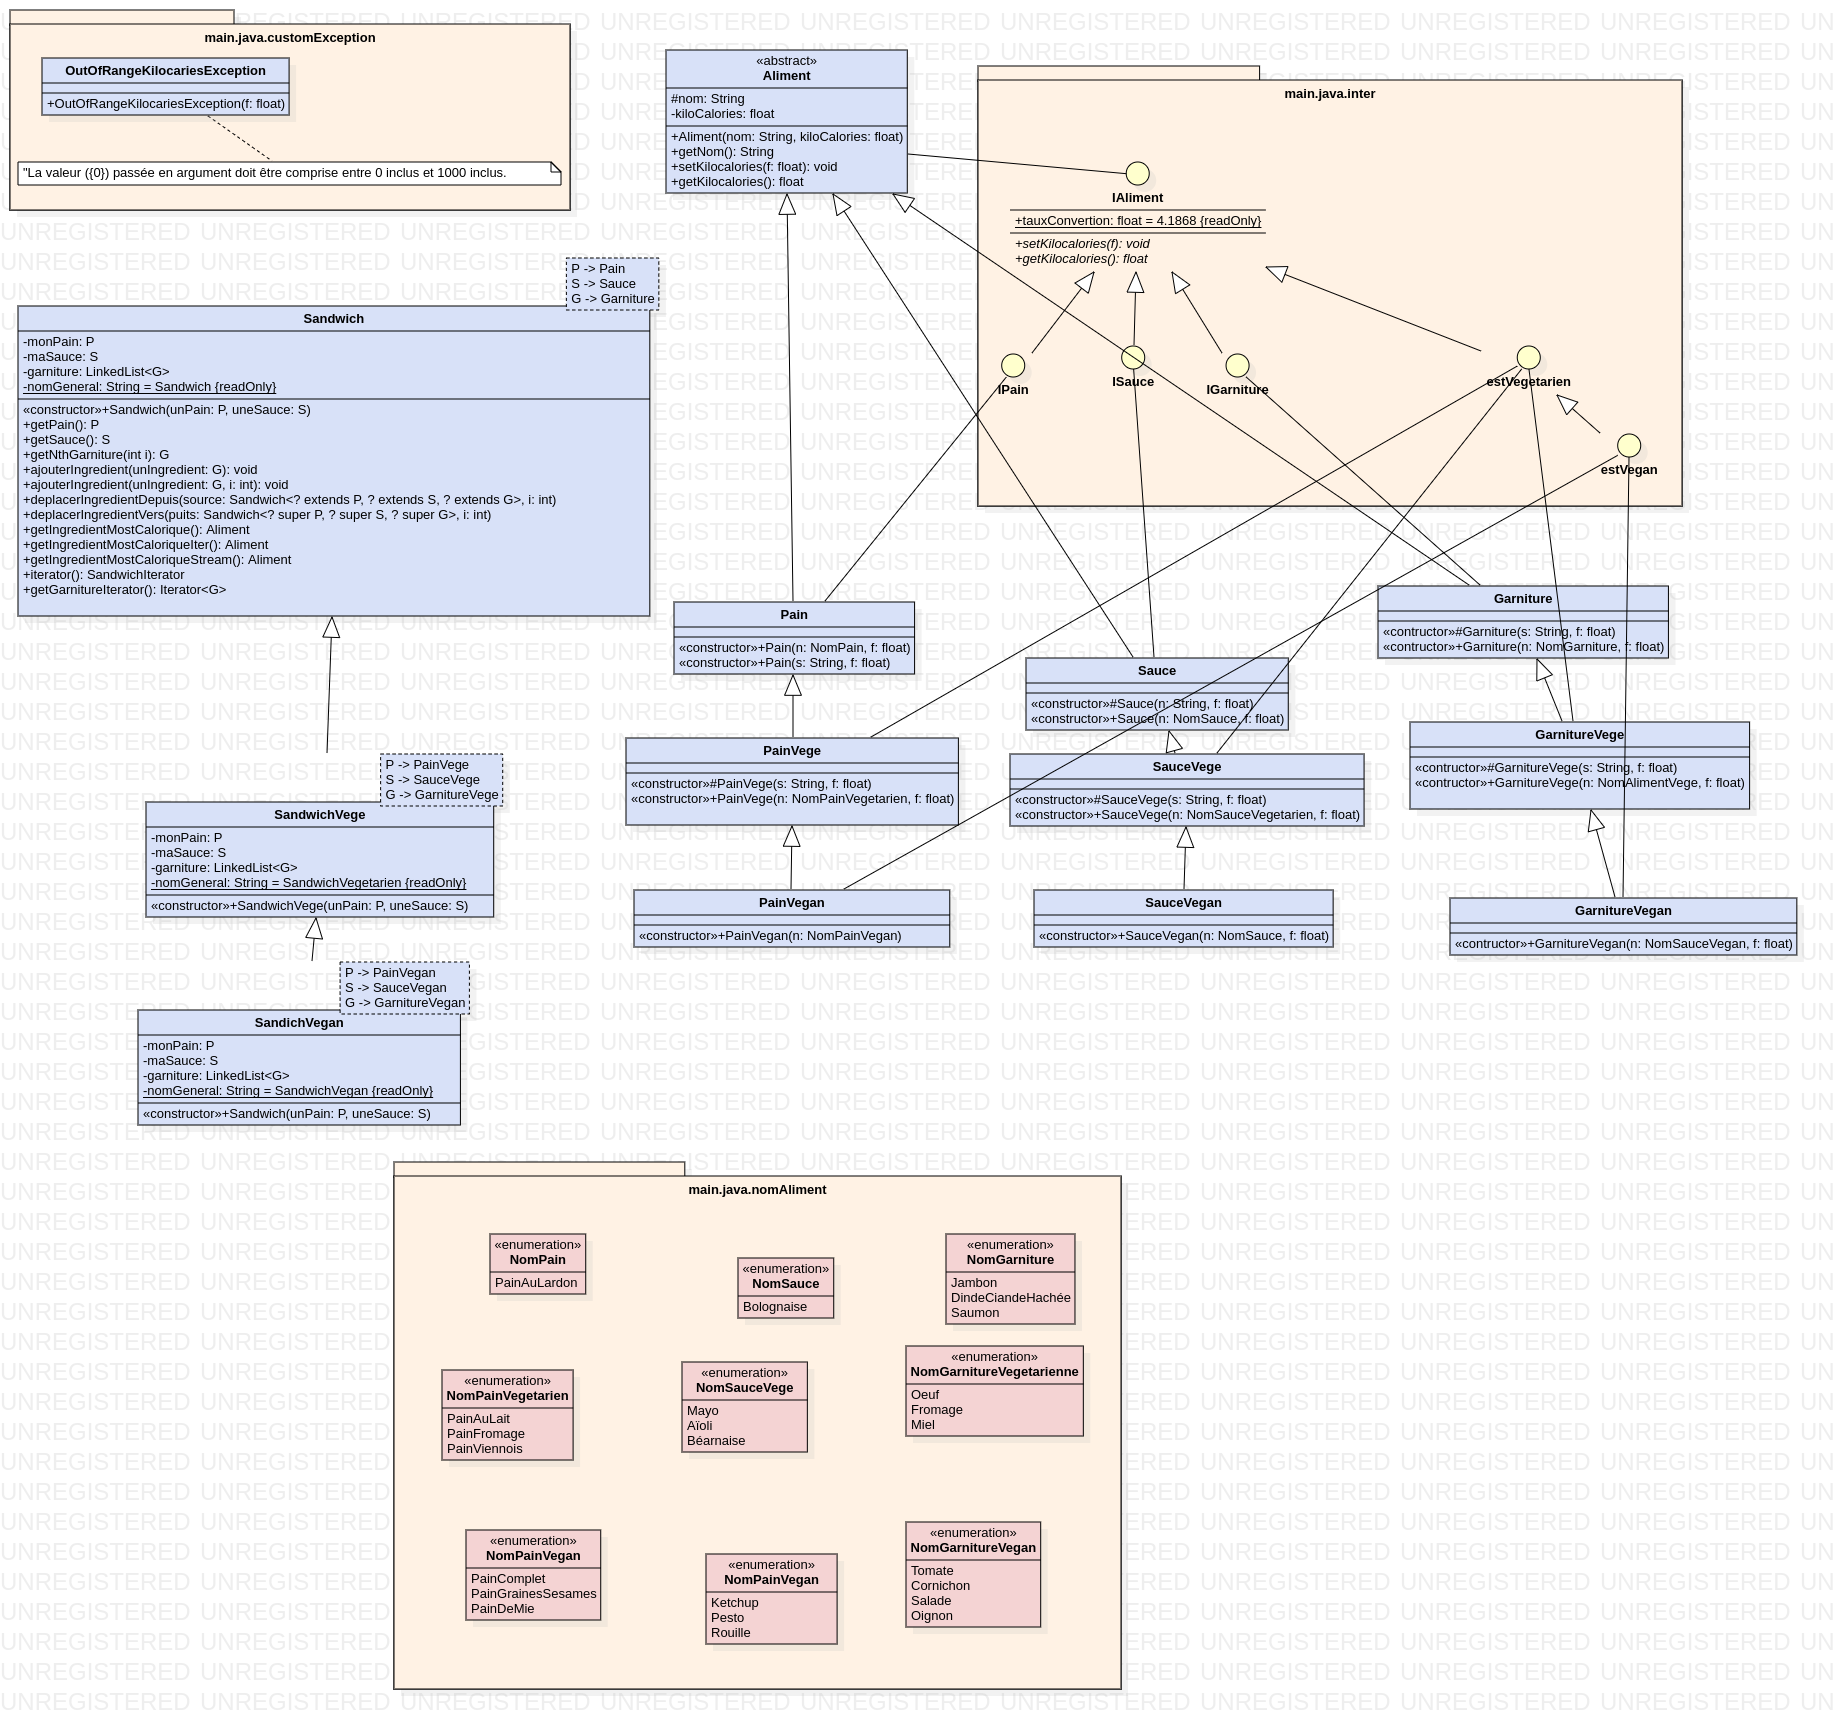 main.java.customException
OutOfRangeKilocariesException
+OutOfRangeKilocariesException(f: float)
"La valeur ({0}) passée en argument doit être comprise entre 0 inclus et 1000 inclus.
«abstract»
Aliment
#nom: String
-kiloCalories: float
+Aliment(nom: String, kiloCalories: float)
+getNom(): String
+setKilocalories(f: float): void
+getKilocalories(): float
main.java.inter
IAliment
+tauxConvertion: float = 4.1868 {readOnly}
+setKilocalories(f): void
+getKilocalories(): float
IPain
ISauce
IGarniture
estVegetarien
estVegan
P -> Pain
S -> Sauce
G -> Garniture
Sandwich
-monPain: P
-maSauce: S
-garniture: LinkedList<G>
-nomGeneral: String = Sandwich {readOnly}
«constructor»+Sandwich(unPain: P, uneSauce: S)
+getPain(): P
+getSauce(): S
+getNthGarniture(int i): G
+ajouterIngredient(unIngredient: G): void
+ajouterIngredient(unIngredient: G, i: int): void
+deplacerIngredientDepuis(source: Sandwich<? extends P, ? extends S, ? extends G>, i: int)
+deplacerIngredientVers(puits: Sandwich<? super P, ? super S, ? super G>, i: int)
+getIngredientMostCalorique(): Aliment
+getIngredientMostCaloriqueIter(): Aliment
+getIngredientMostCaloriqueStream(): Aliment
+iterator(): SandwichIterator
+getGarnitureIterator(): Iterator<G>
Pain
«constructor»+Pain(n: NomPain, f: float)
«constructor»+Pain(s: String, f: float)
Sauce
«constructor»#Sauce(n: String, f: float)
«constructor»+Sauce(n: NomSauce, f: float)
Garniture
«contructor»#Garniture(s: String, f: float)
«contructor»+Garniture(n: NomGarniture, f: float)
PainVege
«constructor»#PainVege(s: String, f: float)
«constructor»+PainVege(n: NomPainVegetarien, f: float)
SauceVege
«constructor»#SauceVege(s: String, f: float)
«constructor»+SauceVege(n: NomSauceVegetarien, f: float)
GarnitureVege
«contructor»#GarnitureVege(s: String, f: float)
«contructor»+GarnitureVege(n: NomAlimentVege, f: float)
P -> PainVege
S -> SauceVege
G -> GarnitureVege
SandwichVege
-monPain: P
-maSauce: S
-garniture: LinkedList<G>
-nomGeneral: String = SandwichVegetarien {readOnly}
«constructor»+SandwichVege(unPain: P, uneSauce: S)
PainVegan
«constructor»+PainVegan(n: NomPainVegan)
SauceVegan
«constructor»+SauceVegan(n: NomSauce, f: float)
GarnitureVegan
«contructor»+GarnitureVegan(n: NomSauceVegan, f: float)
P -> PainVegan
S -> SauceVegan
G -> GarnitureVegan
SandichVegan
-monPain: P
-maSauce: S
-garniture: LinkedList<G>
-nomGeneral: String = SandwichVegan {readOnly}
«constructor»+Sandwich(unPain: P, uneSauce: S)
main.java.nomAliment
«enumeration»
NomPain
PainAuLardon
«enumeration»
NomSauce
Bolognaise
«enumeration»
NomGarniture
Jambon
DindeCiandeHachée
Saumon
«enumeration»
NomPainVegetarien
PainAuLait
PainFromage
PainViennois
«enumeration»
NomSauceVege
Mayo
Aïoli
Béarnaise
«enumeration»
NomGarnitureVegetarienne
Oeuf
Fromage
Miel
«enumeration»
NomPainVegan
PainComplet
PainGrainesSesames
PainDeMie
«enumeration»
NomPainVegan
Ketchup
Pesto
Rouille
«enumeration»
NomGarnitureVegan
Tomate
Cornichon
Salade
Oignon
UNREGISTERED